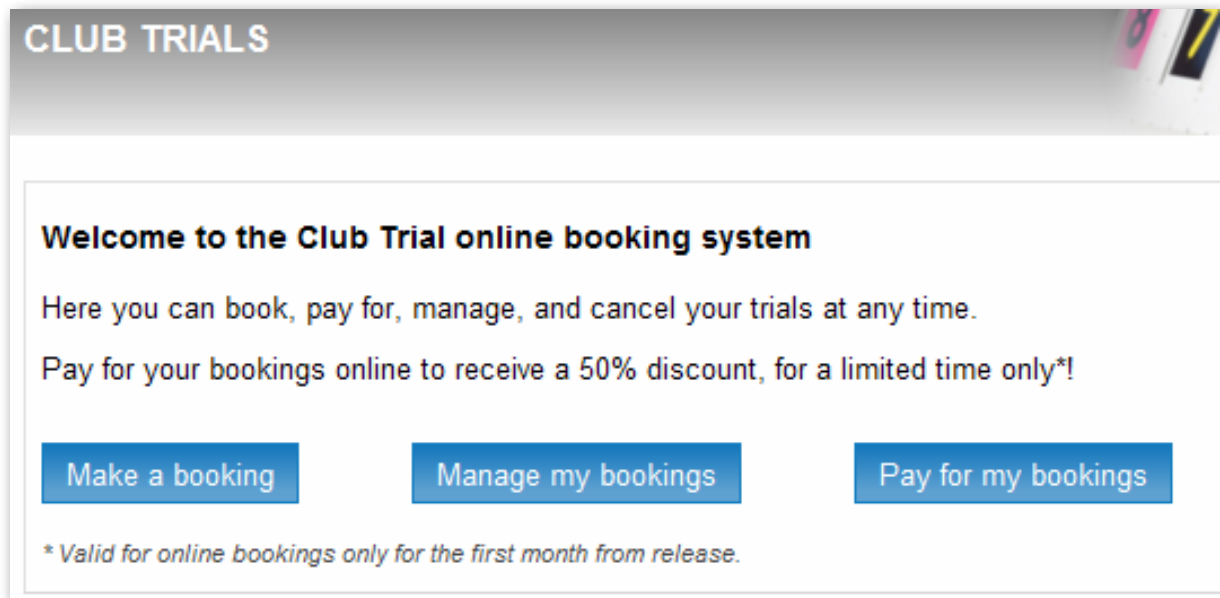 CLUB TRIALS
Welcome to the Club Trial online booking system
Here you can book, pay for, manage, and cancel your trials at any time.
Pay for your bookings online to receive a 50% discount, for a limited time only*!
Make a booking
Manage my bookings
Pay for my bookings
* Valid for online bookings only for the first month from release.